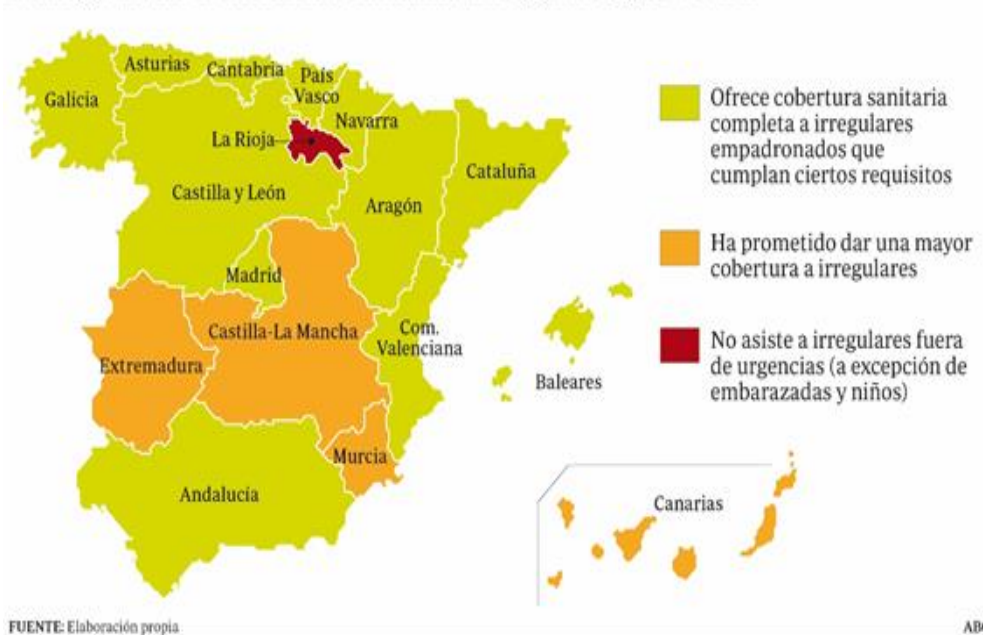 Asturias
Cantabria
País
Vasco
Galicia
Navarra
La Rioja
Cataluña
Castilla y León
Aragón
Madrid
Castilla-La Mancha
Com.
Valenciana
Extremadura
Baleares
Murcia
Andalucía
Canarias
Ofrece cobertura sanitaria
completa a irregulares
empadronados que
cumplan ciertos requisitos
Ha prometido dar una mayor
cobertura a irregulares
No asiste a irregulares fuera
de urgencias (a excepción de
embarazadas y niños)
FUENTE: Elaboración propia